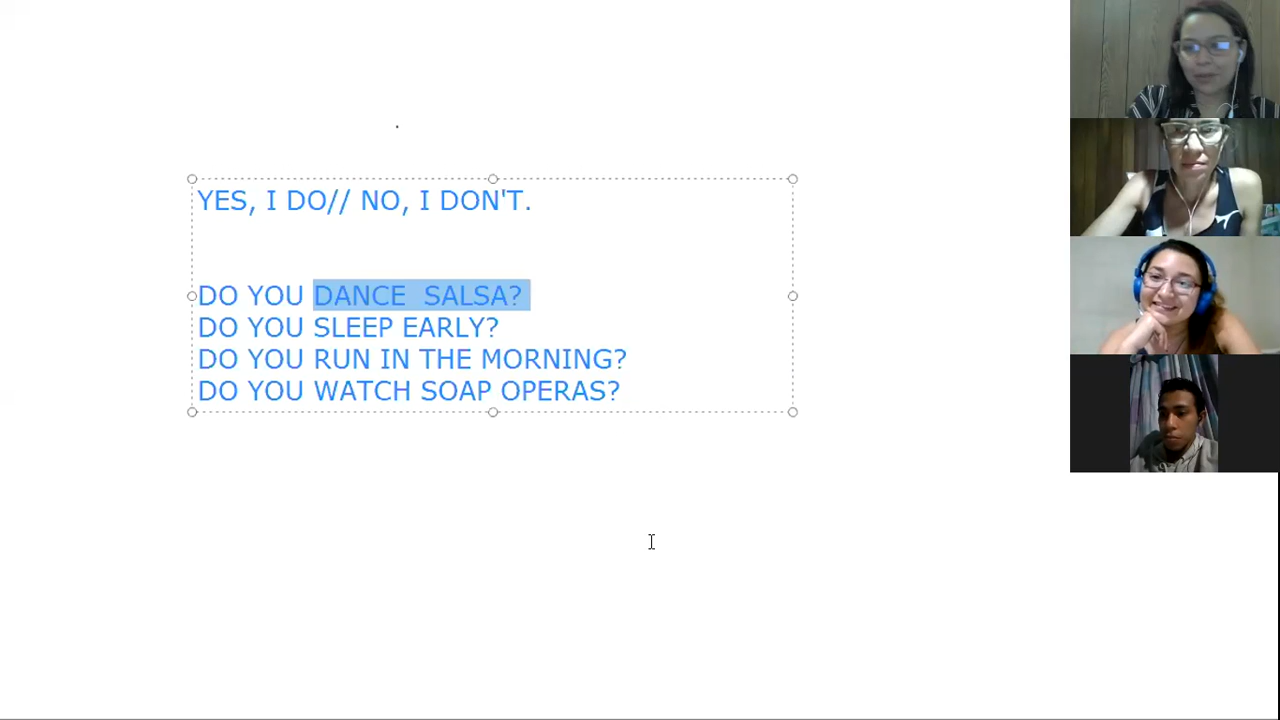 YES, I DO// NO, I DON'T.
DO YOU DANCE  SALSA?
DO YOU SLEEP EARLY?
DO YOU RUN IN THE MORNING?
DO YOU WATCH SOAP OPERAS?